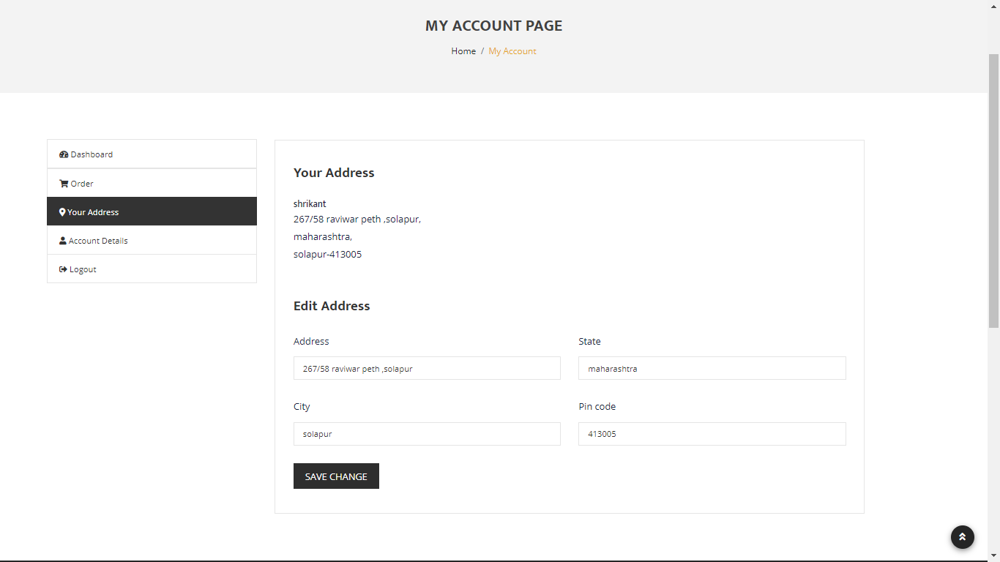 MY ACCOUNT PAGE
Home / My Account
Dashboard
Order
Your Address
Account Details
Logout
Your Address
shrikant
267/58 raviwar peth ,solapur,
maharashtra,
solapur-413005
Edit Address
Address
State
267/58 raviwar peth ,solapur
maharashtra
City
Pin code
solapur
413005
SAVE CHANGE